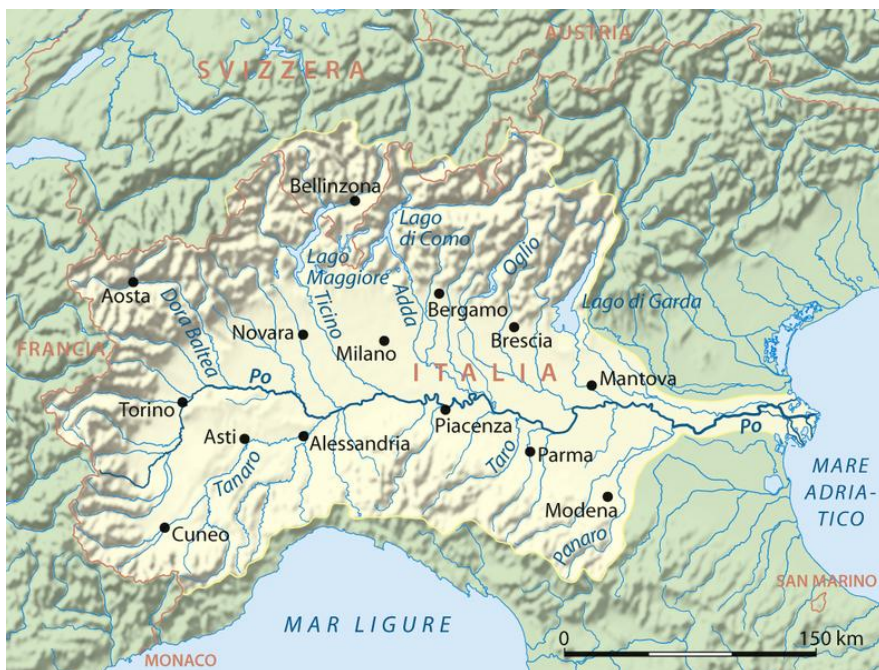 AUSTRIA
SVIZZERA
Bellinzona
Lago
di Como
Lago
Maggiore
Oglio
Aosta
Dora Baltea
Ticino
Adda
Bergamo
Lago di Garda
Novara
Milano
Brescia
FRANCIA
ITALIA
Po
Mantova
Torino
Piacenza
Po
Asti
Alessandria
Taro
Parma
Tanaro
MARE
ADRIA-
TICO
Modena
Cuneo
Panaro
SAN MARINO
MAR LIGURE
0
150 km
MONACO